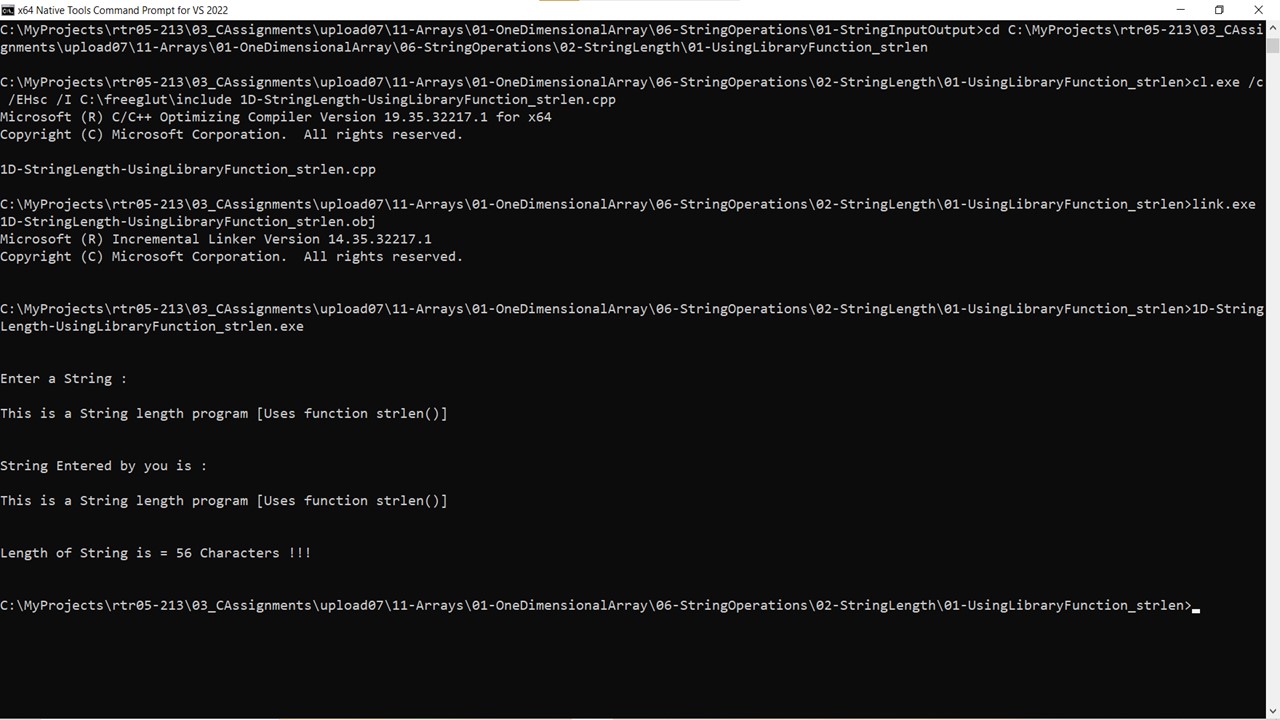 x64 Native Tools Command Prompt for VS 2022
C:\MyProjects\rtr05-213\03_CAssignments\upload07\11-Arrays\01-OneDimensionalArray\06-StringOperations\01-StringInputOutput>cd C:\MyProjects\rtr05-213\03_CAssi
gnments\upload07\11-Arrays\01-OneDimensionalArray\06-StringOperations\02-StringLength\01-UsingLibraryFunction_strlen
C:\MyProjects\rtr05-213\03_CAssignments\upload07\11-Arrays\01-OneDimensionalArray\06-StringOperations\02-StringLength\01-UsingLibraryFunction_strlen>cl.exe /c
/EHsc /I C:\freeglut\include 1D-StringLength-UsingLibraryFunction_strlen.cpp
Microsoft (R) C/C++ Optimizing Compiler Version 19.35.32217.1 for x64
Copyright (C) Microsoft Corporation.  All rights reserved.
1D-StringLength-UsingLibraryFunction_strlen.cpp
C:\MyProjects\rtr05-213\03_CAssignments\upload07\11-Arrays\01-OneDimensionalArray\06-StringOperations\02-StringLength\01-UsingLibraryFunction_strlen>link.exe
1D-StringLength-UsingLibraryFunction_strlen.obj
Microsoft (R) Incremental Linker Version 14.35.32217.1
Copyright (C) Microsoft Corporation.  All rights reserved.
C:\MyProjects\rtr05-213\03_CAssignments\upload07\11-Arrays\01-OneDimensionalArray\06-StringOperations\02-StringLength\01-UsingLibraryFunction_strlen>1D-String
Length-UsingLibraryFunction_strlen.exe
Enter a String :
This is a String length program [Uses function strlen()]
String Entered by you is :
This is a String length program [Uses function strlen()]
Length of String is = 56 Characters !!!
C:\MyProjects\rtr05-213\03_CAssignments\upload07\11-Arrays\01-OneDimensionalArray\06-StringOperations\02-StringLength\01-UsingLibraryFunction_strlen>